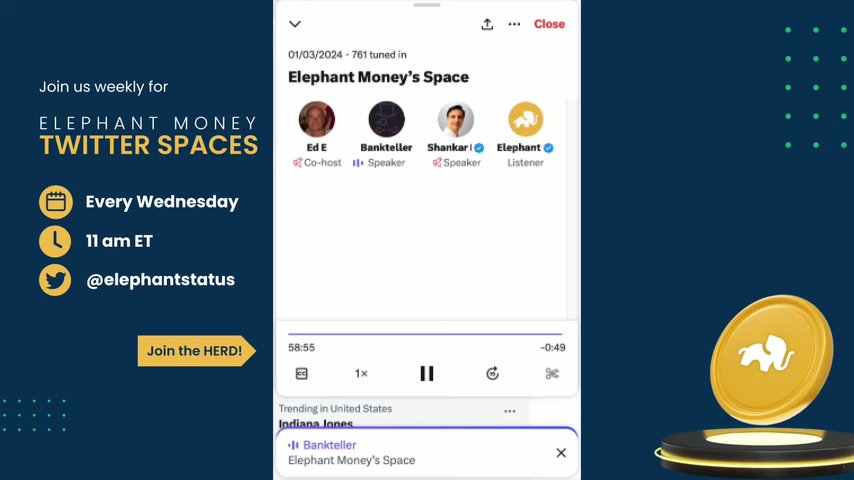 Join us weekly for
ELEPHANT MONEY
TWITTER SPACES
Every Wednesday
11 am ET
@elephantstatus
Join the HERD!
Close
01/03/2024 · 761 tuned in
Elephant Money's Space
Ed E
Bankteller
Shankar
Elephant
Co-host
Speaker
Speaker
Listener
58:55
-0:49
CC
1×
15
Trending in United States
Indiana Jones
Bankteller
Elephant Money's Space